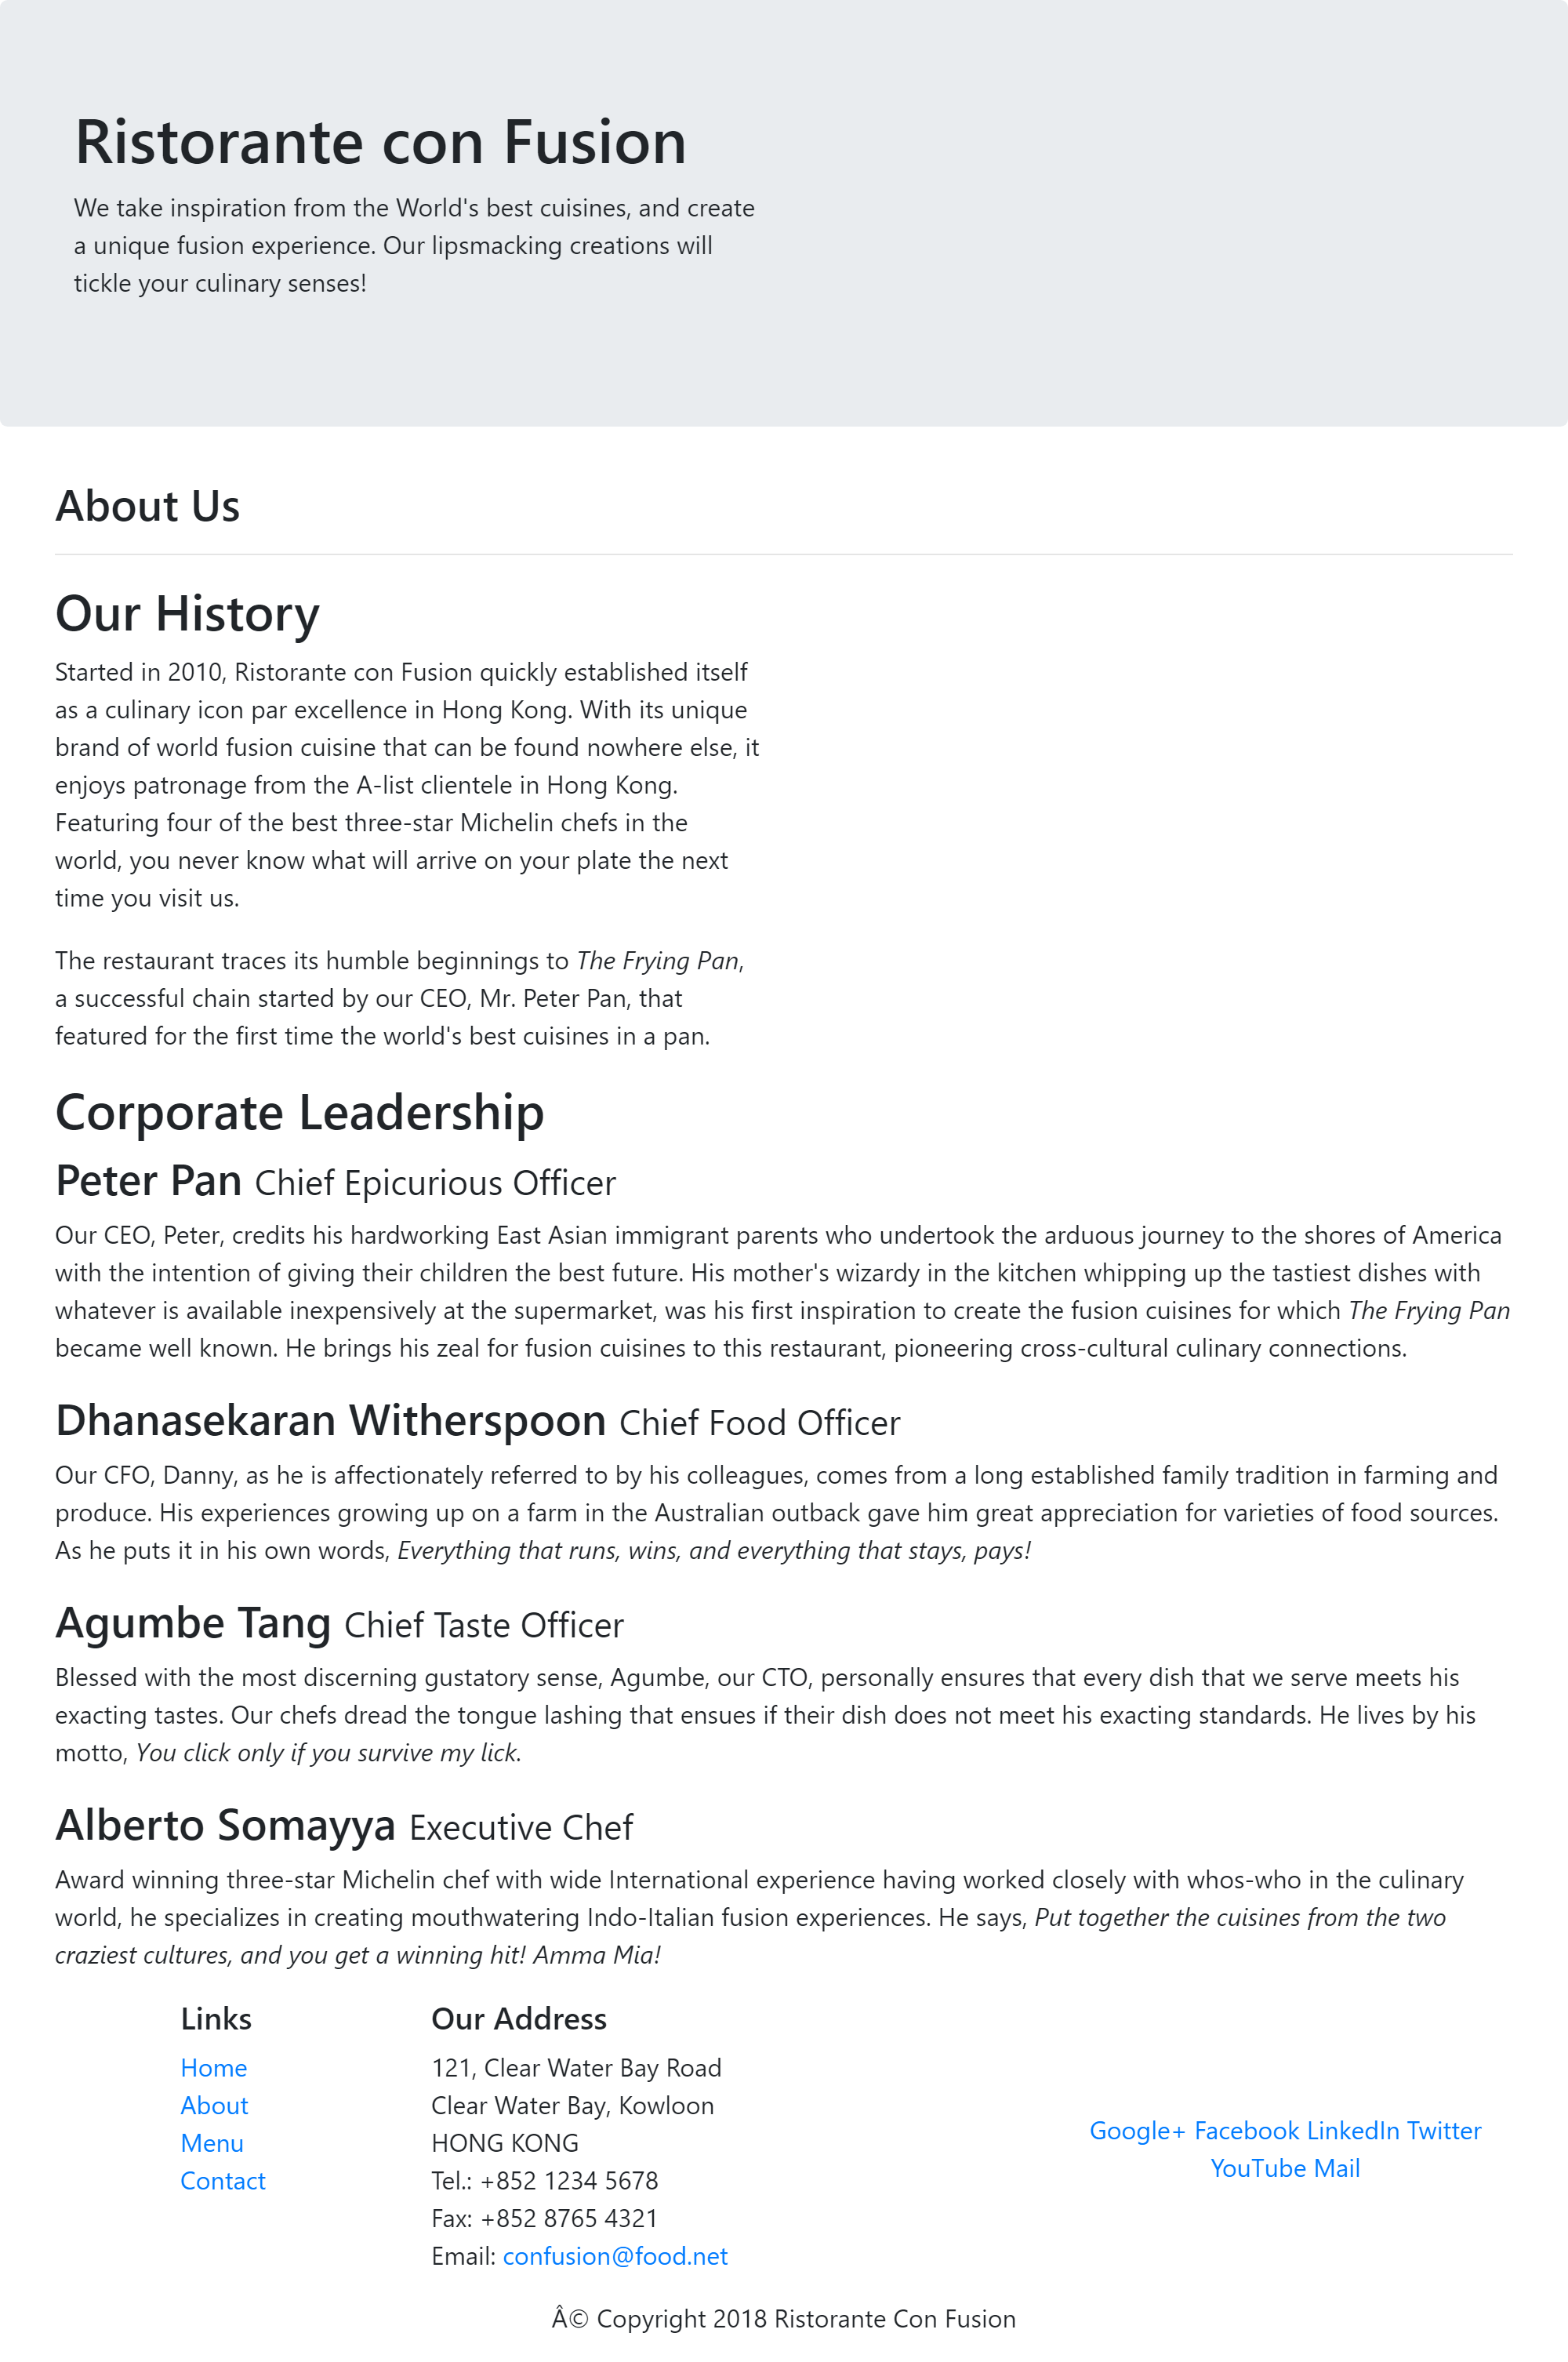 Ristorante con Fusion
We take inspiration from the World's best cuisines, and create
a unique fusion experience. Our lipsmacking creations will
tickle your culinary senses!
About Us
Our History
Started in 2010, Ristorante con Fusion quickly established itself
as a culinary icon par excellence in Hong Kong. With its unique
brand of world fusion cuisine that can be found nowhere else, it
enjoys patronage from the A-list clientele in Hong Kong.
Featuring four of the best three-star Michelin chefs in the
world, you never know what will arrive on your plate the next
time you visit us.
The restaurant traces its humble beginnings to The Frying Pan,
a successful chain started by our CEO, Mr. Peter Pan, that
featured for the first time the world's best cuisines in a pan.
Corporate Leadership
Peter Pan Chief Epicurious Officer
Our CEO, Peter, credits his hardworking East Asian immigrant parents who undertook the arduous journey to the shores of America
with the intention of giving their children the best future. His mother's wizardy in the kitchen whipping up the tastiest dishes with
whatever is available inexpensively at the supermarket, was his first inspiration to create the fusion cuisines for which The Frying Pan
became well known. He brings his zeal for fusion cuisines to this restaurant, pioneering cross-cultural culinary connections.
Dhanasekaran Witherspoon Chief Food Officer
Our CFO, Danny, as he is affectionately referred to by his colleagues, comes from a long established family tradition in farming and
produce. His experiences growing up on a farm in the Australian outback gave him great appreciation for varieties of food sources.
As he puts it in his own words, Everything that runs, wins, and everything that stays, pays!
Agumbe Tang Chief Taste Officer
Blessed with the most discerning gustatory sense, Agumbe, our CTO, personally ensures that every dish that we serve meets his
exacting tastes. Our chefs dread the tongue lashing that ensues if their dish does not meet his exacting standards. He lives by his
motto, You click only if you survive my lick.
Alberto Somayya Executive Chef
Award winning three-star Michelin chef with wide International experience having worked closely with whos-who in the culinary
world, he specializes in creating mouthwatering Indo-Italian fusion experiences. He says, Put together the cuisines from the two
craziest cultures, and you get a winning hit! Amma Mia!
Links
Home
About
Menu
Contact
Our Address
121, Clear Water Bay Road
Clear Water Bay, Kowloon
HONG KONG
Tel.: +852 1234 5678
Fax: +852 8765 4321
Email: confusion@food.net
Google+ Facebook LinkedIn Twitter
YouTube Mail
Â© Copyright 2018 Ristorante Con Fusion